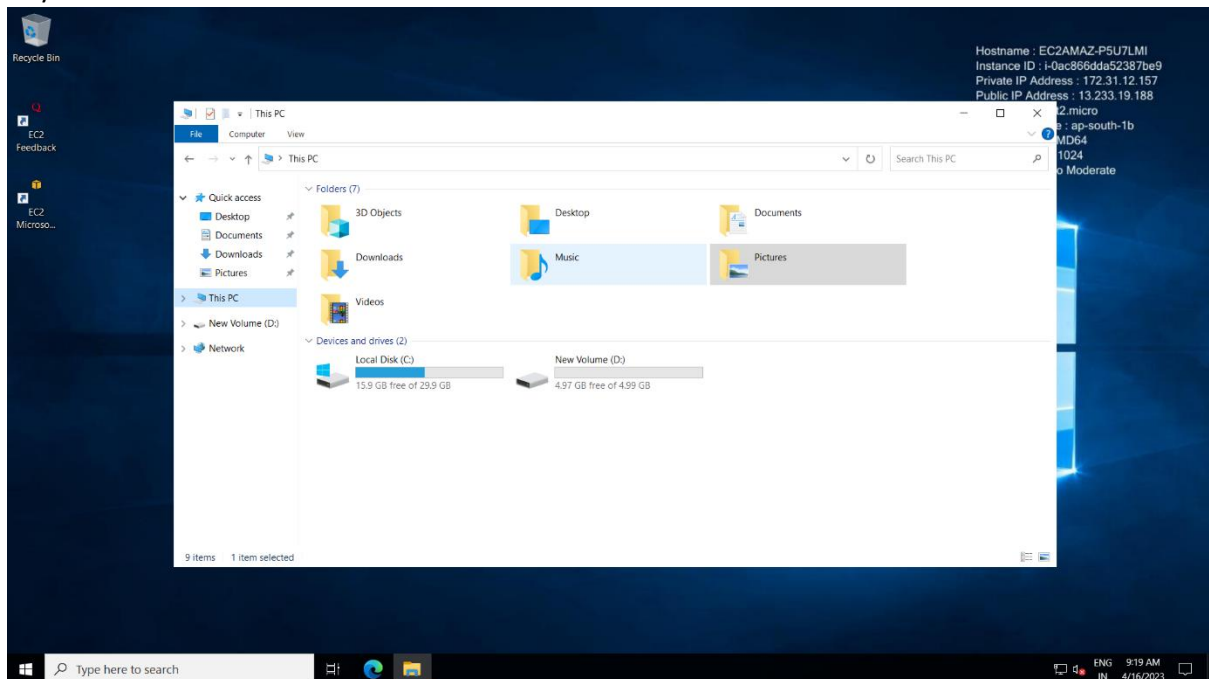 Recycle Bin
EC2
Feedback
EC2
Microso...
Hostname : EC2AMAZ-P5U7LMI
Instance ID : i-0ac866dda52387be9
Private IP Address : 172.31.12.157
Public IP Address : 13.233.19.188
t2.micro
: ap-south-1b
MD64
1024
o Moderate
This PC
File Computer View
This PC
Search This PC
Quick access
Desktop
Documents
Downloads
Pictures
This PC
New Volume (D:)
Network
Folders (7)
3D Objects Desktop Documents
Downloads Music Pictures
Videos
Devices and drives (2)
Local Disk (C:) New Volume (D:)
15.9 GB free of 29.9 GB 4.97 GB free of 4.99 GB
9 items 1 item selected
Type here to search
ENG 9:19 AM
IN 4/16/2023